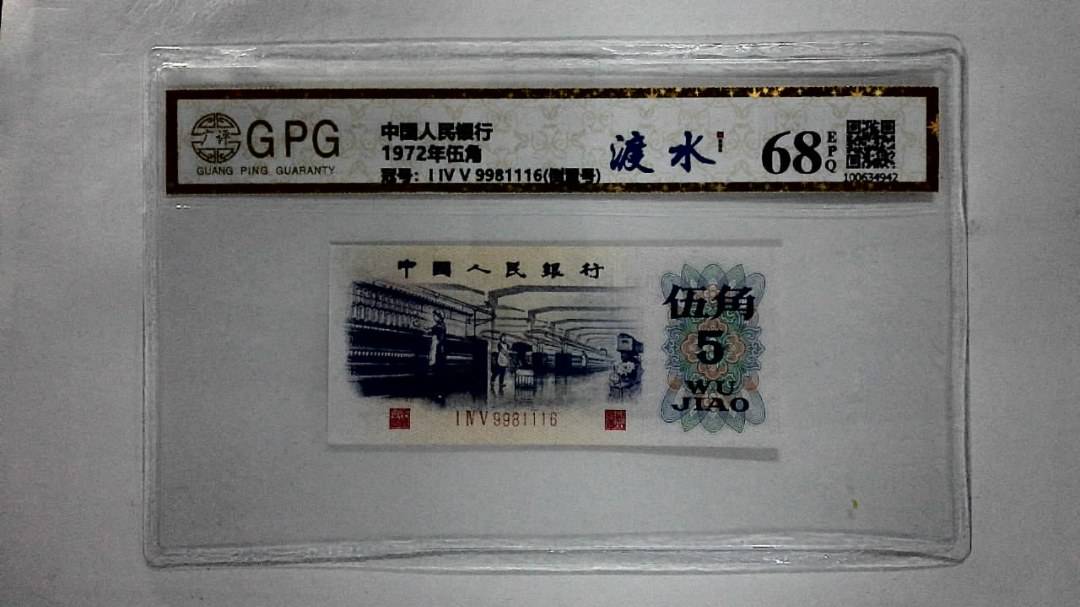 GPG
GUANG PING GUARANTY
中国人民银行
1972年伍角
冠号：I IV V 9981116(倒置号)
渡水
68
EPQ
100634942
中國人民銀行
伍角
5
WU
JIAO
I IV V 9981116